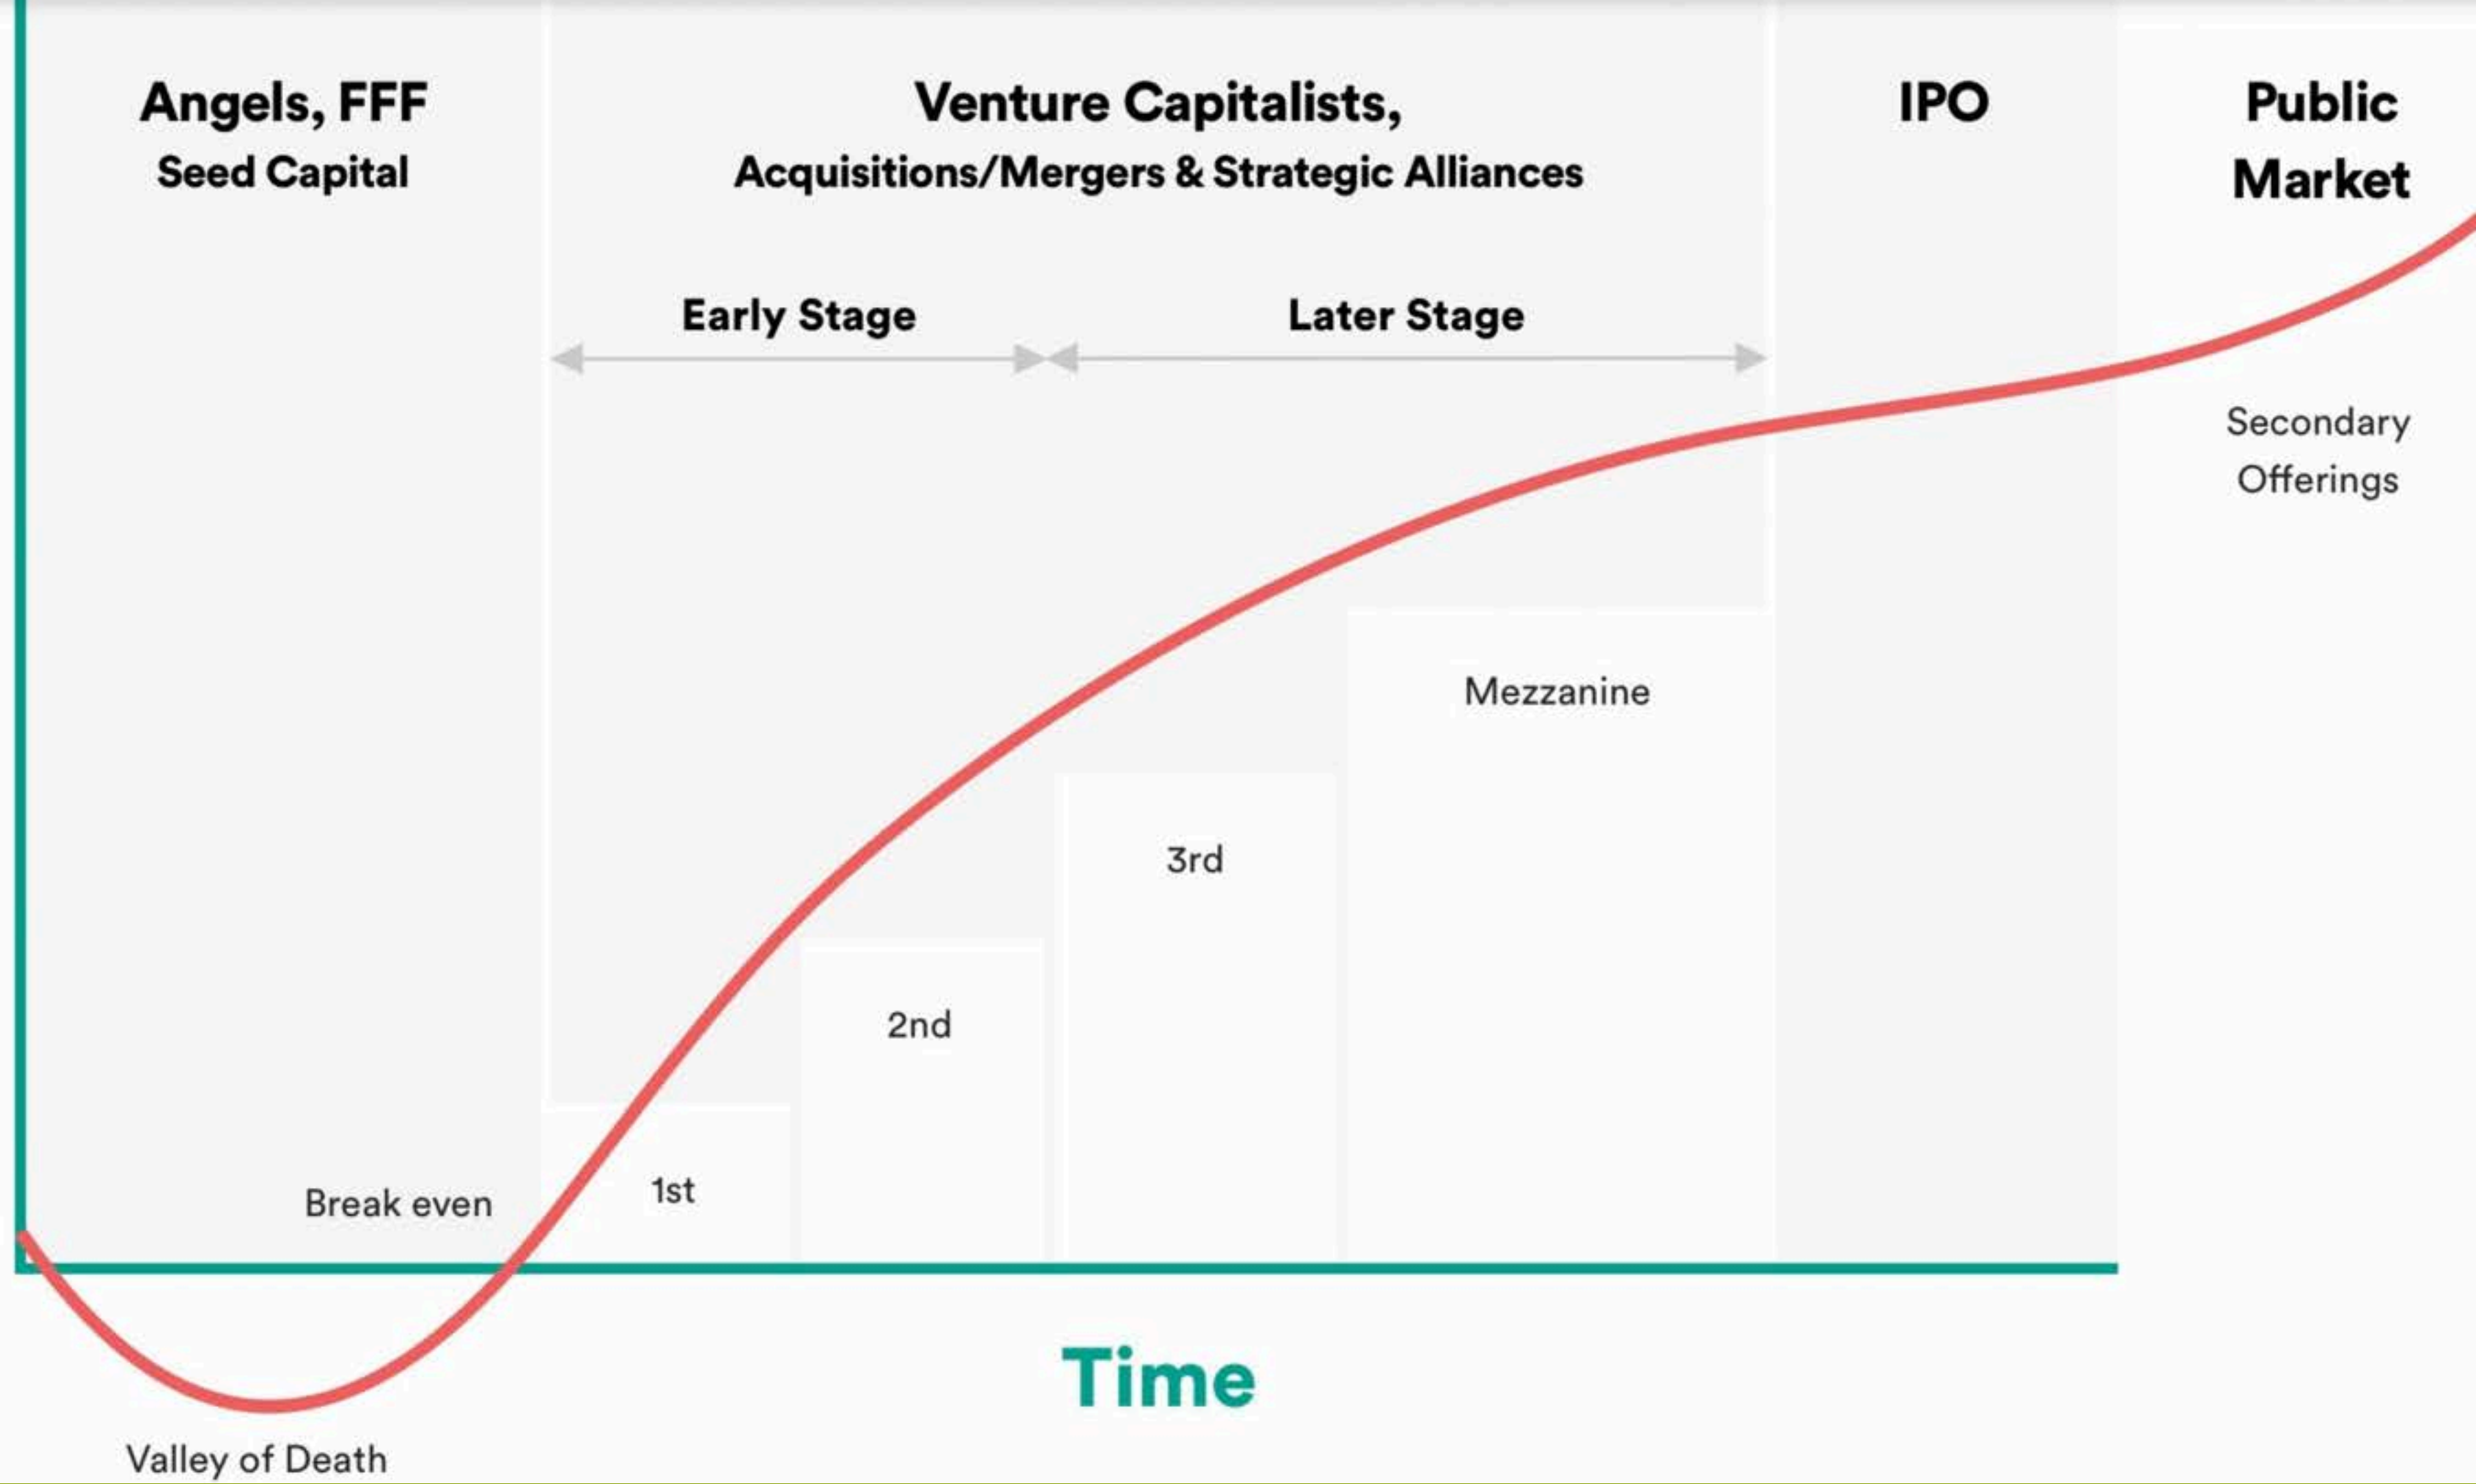 Angels, FFF
Seed Capital
Venture Capitalists,
Acquisitions/Mergers & Strategic Alliances
IPO
Public
Market
Early Stage
Later Stage
Secondary
Offerings
Mezzanine
3rd
2nd
1st
Break even
Time
Valley of Death